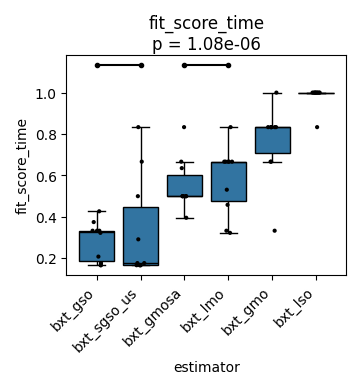 fit_score_time
p = 1.08e-06
fit_score_time
1.0
0.8
0.6
0.4
0.2
bxt_gso
bxt_sgso_us
bxt_gmosa
bxt_lmo
bxt_gmo
bxt_lso
estimator